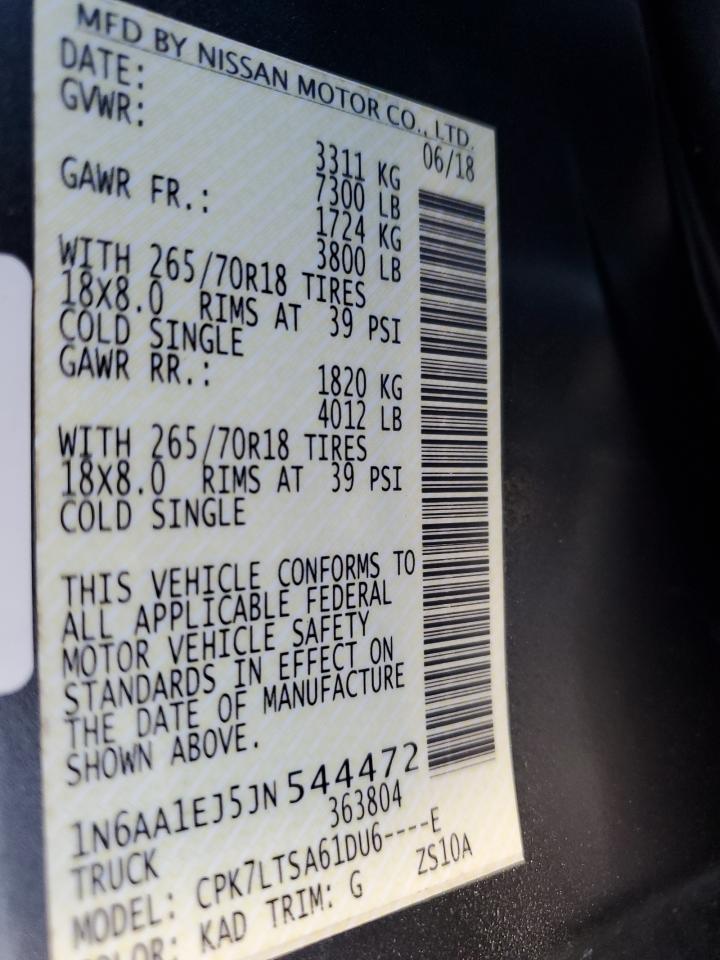 MFD BY NISSAN MOTOR CO., LTD.
DATE: 06/18
GVWR: 3311 KG
7300 LB
GAWR FR.: 1724 KG
3800 LB
WITH 265/70R18 TIRES
18X8.0 RIMS AT 39 PSI
COLD SINGLE
GAWR RR.: 1820 KG
4012 LB
WITH 265/70R18 TIRES
18X8.0 RIMS AT 39 PSI
COLD SINGLE
THIS VEHICLE CONFORMS TO
ALL APPLICABLE FEDERAL
MOTOR VEHICLE SAFETY
STANDARDS IN EFFECT ON
THE DATE OF MANUFACTURE
SHOWN ABOVE.
1N6AA1EJ5JN544472
TRUCK 363804
MODEL: CPK7LTSA61DU6----E
COLOR: KAD TRIM: G ZS10A